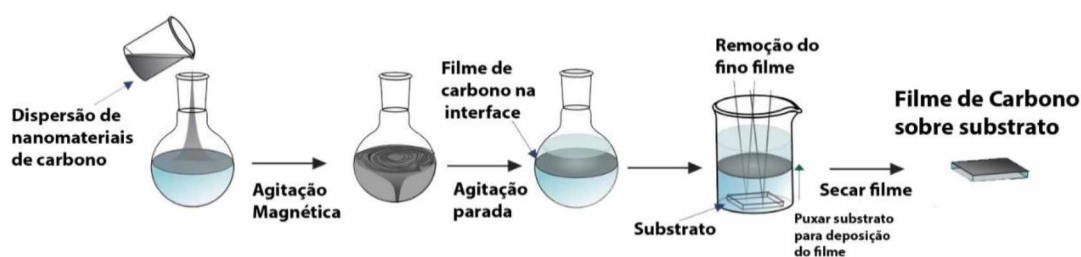 Dispersão de
nanomateriais
de carbono
Agitação
Magnética
Filme de
carbono na
interface
Agitação
parada
Substrato
Remoção do
fino filme
Puxar substrato
para deposição
do filme
Secar filme
Filme de Carbono
sobre substrato